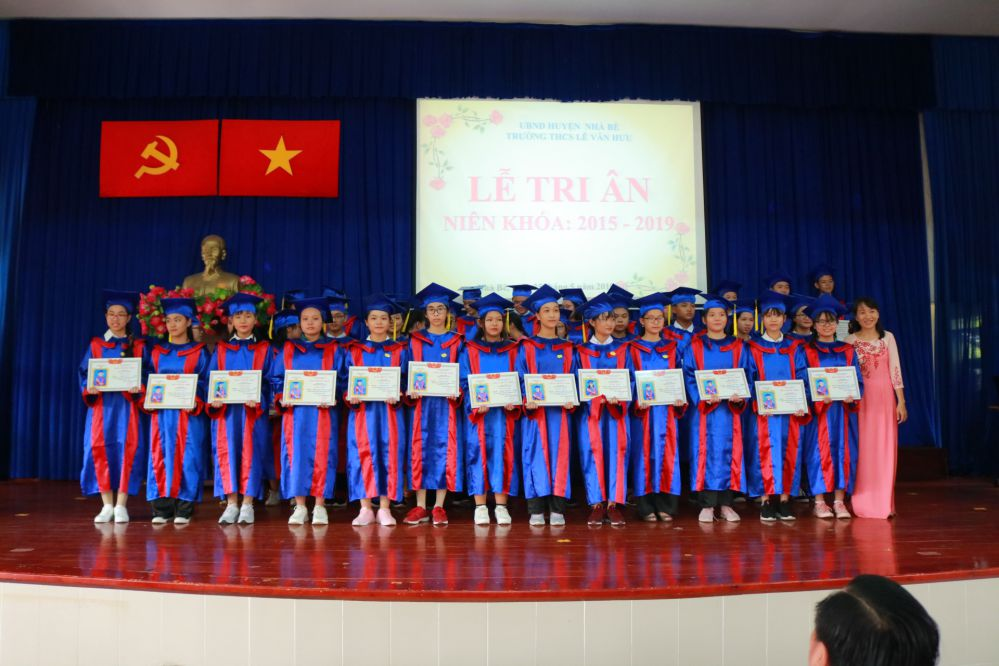 UBND HUYỆN NHÀ BÈ
TRƯỜNG THCS LÊ VĂN HƯU
LỄ TRI ÂN
NIÊN KHÓA: 2015 - 2019